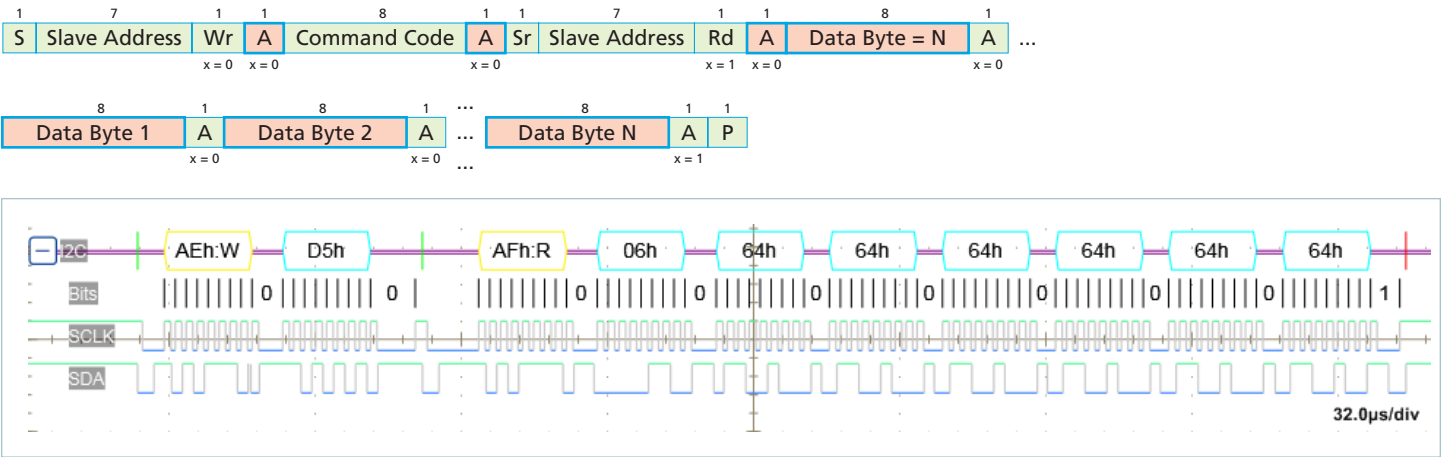 1 7 1 1 8 1 1 7 1 1 8 1
S Slave Address Wr A Command Code A Sr Slave Address Rd A Data Byte = N A ...
x = 0 x = 0 x = 0 x = 1 x = 0 x = 0
8 1 8 1 ... 8 1 1
Data Byte 1 A Data Byte 2 A ... Data Byte N A P
x = 0 x = 0 ... x = 1
I2C AEh:W D5h AFh:R 06h 64h 64h 64h 64h 64h 64h
Bits 0 0 0 0 0 0 0 0 0 1
SCLK
SDA
32.0µs/div